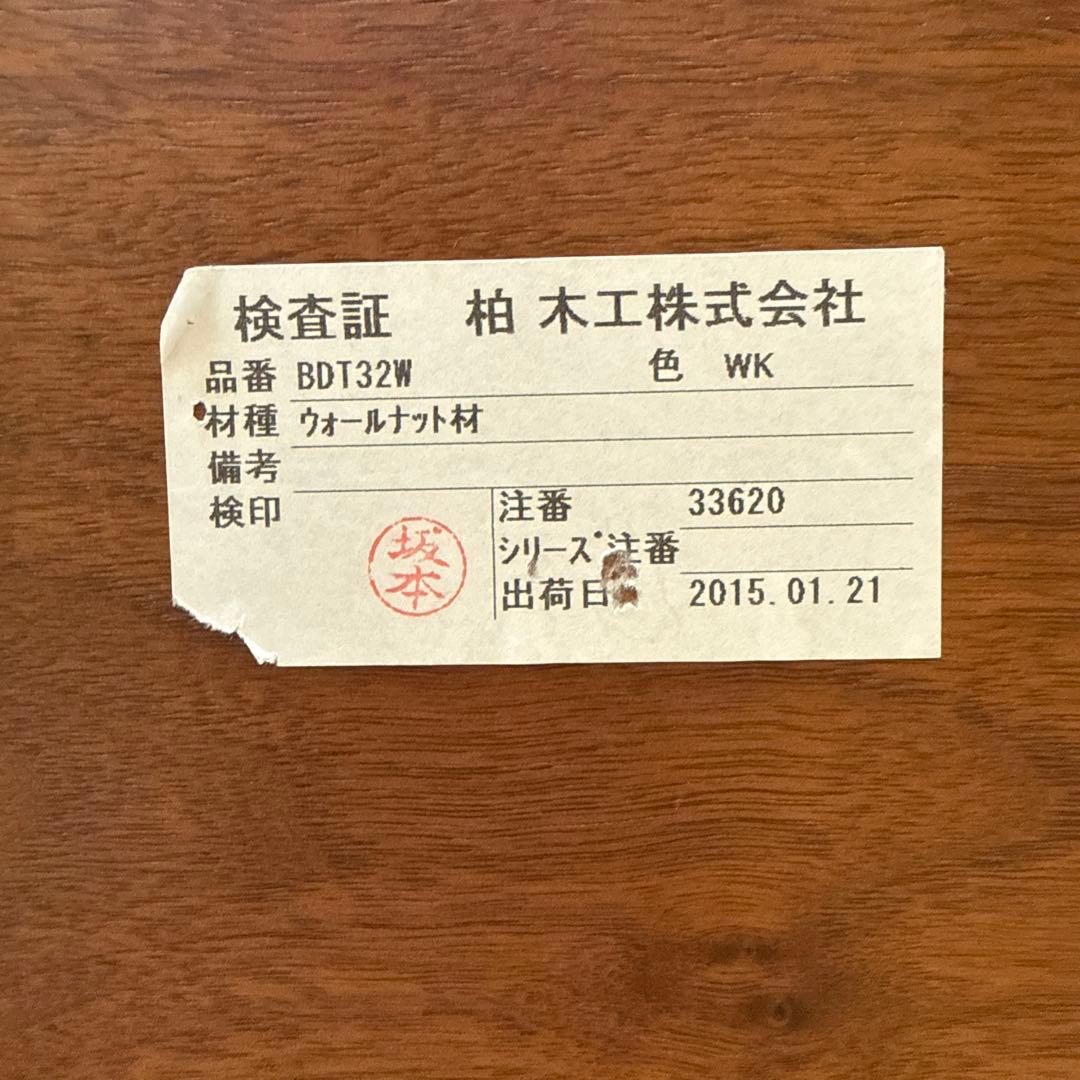 検査証 柏木工株式会社
品番 BDT32W 色 WK
材種 ウォールナット材
備考
検印 坂本
注番 33620
シリーズ注番
出荷日 2015.01.21